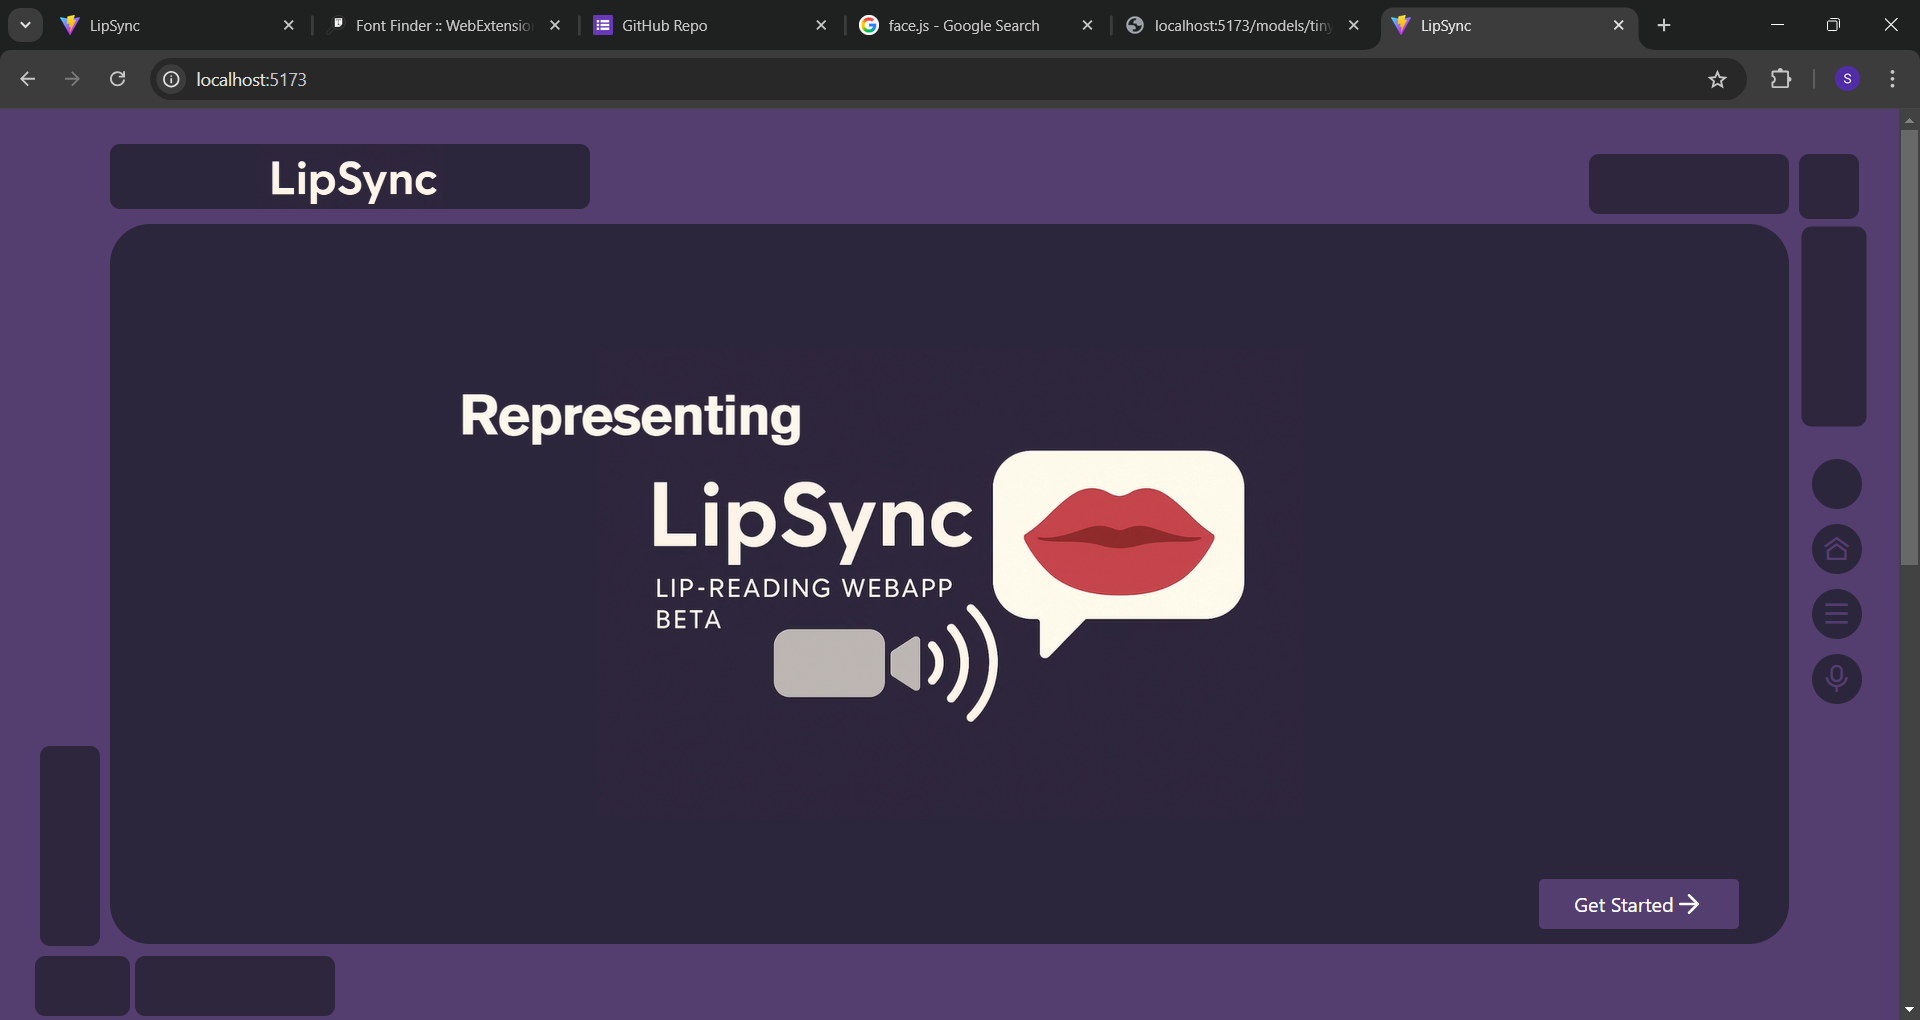 LipSync
Font Finder :: WebExtensio
GitHub Repo
face.js - Google Search
localhost:5173/models/tiny
LipSync
localhost:5173
S
LipSync
Representing
LipSync
LIP-READING WEBAPP
BETA
Get Started